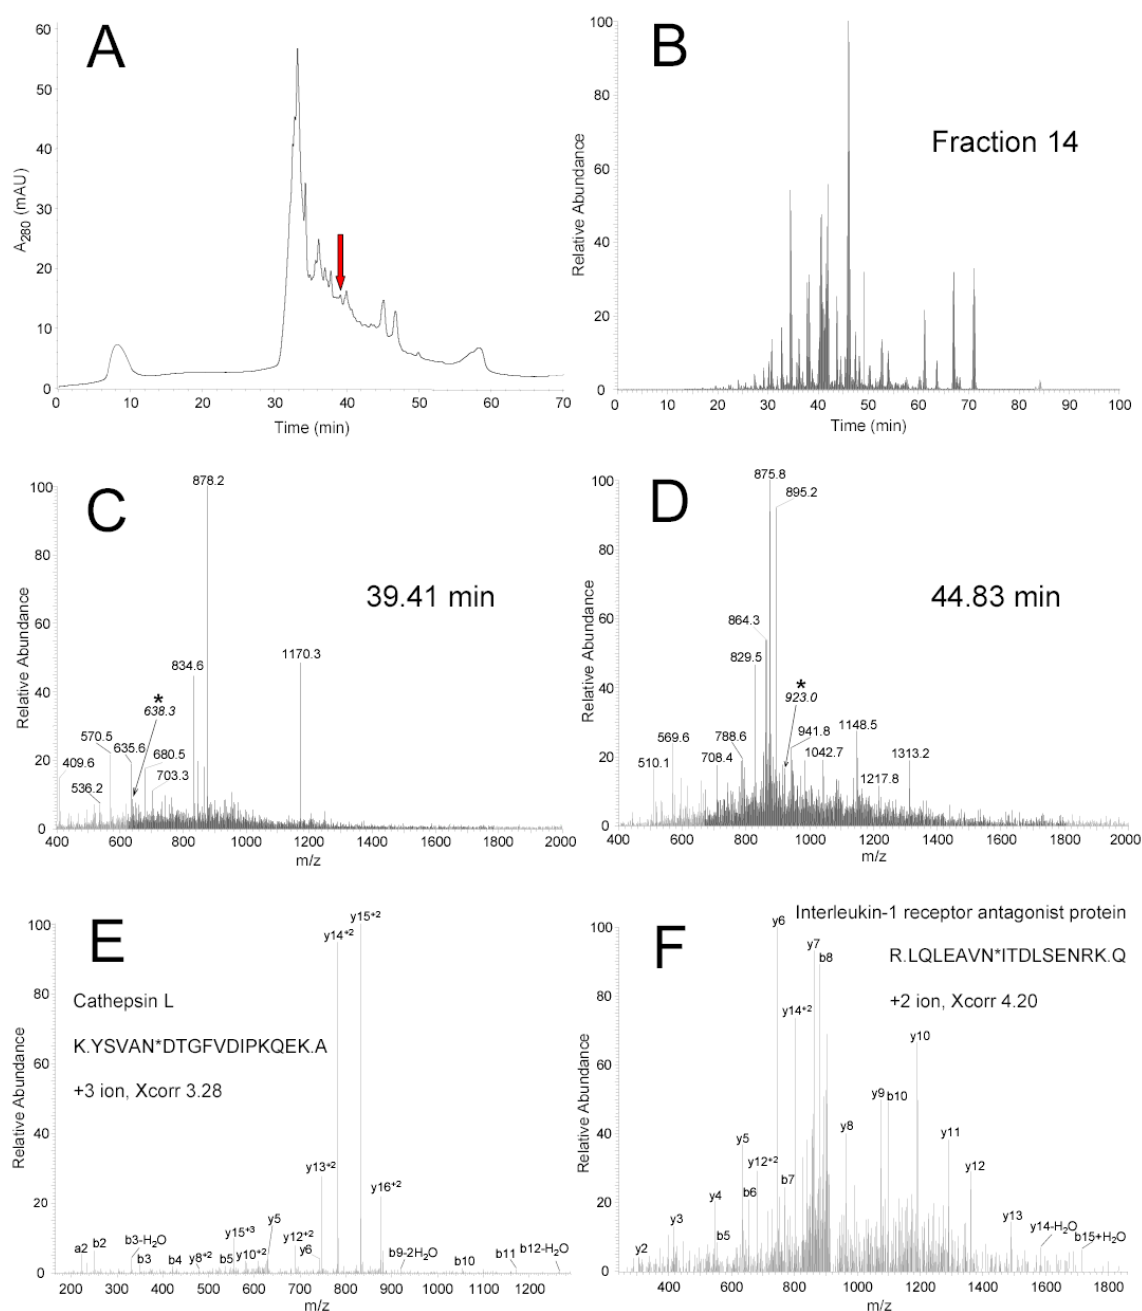 A
60
50
40
30
20
10
0
A280 (mAU)
0 10 20 30 40 50 60 70
Time (min)
B
Fraction 14
100
80
60
40
20
0
Relative Abundance
0 10 20 30 40 50 60 70 80 90 100
Time (min)
C
39.41 min
100
80
60
40
20
0
Relative Abundance
878.2
1170.3
834.6
*
638.3
570.5
635.6
680.5
409.6
703.3
536.2
400 600 800 1000 1200 1400 1600 1800 2000
m/z
D
44.83 min
100
80
60
40
20
0
Relative Abundance
875.8
895.2
864.3
829.5
*
923.0
569.6
788.6
941.8
1148.5
510.1
708.4
1042.7
1313.2
1217.8
400 600 800 1000 1200 1400 1600 1800 2000
m/z
E
Cathepsin L
K.YSVAN*DTGFVDIPKQEK.A
+3 ion, Xcorr 3.28
100
80
60
40
20
0
Relative Abundance
y15+2
y14+2
y13+2
y16+2
y15+3
y5
y12+2
b3-H2O
a2
b2
b3
b4
y8+2
b5
y10+2
y6
b9-2H2O
b10
b11
b12-H2O
200 300 400 500 600 700 800 900 1000 1100 1200
m/z
F
Interleukin-1 receptor antagonist protein
R.LQLEAVN*ITDLSENRK.Q
+2 ion, Xcorr 4.20
100
80
60
40
20
0
Relative Abundance
y6
y7
b8
y14+2
y10
y9
b10
y8
y5
y11
y12+2
b7
y12
b6
y4
y3
b5
y13
y14-H2O
y2
b15+H2O
400 600 800 1000 1200 1400 1600 1800
m/z